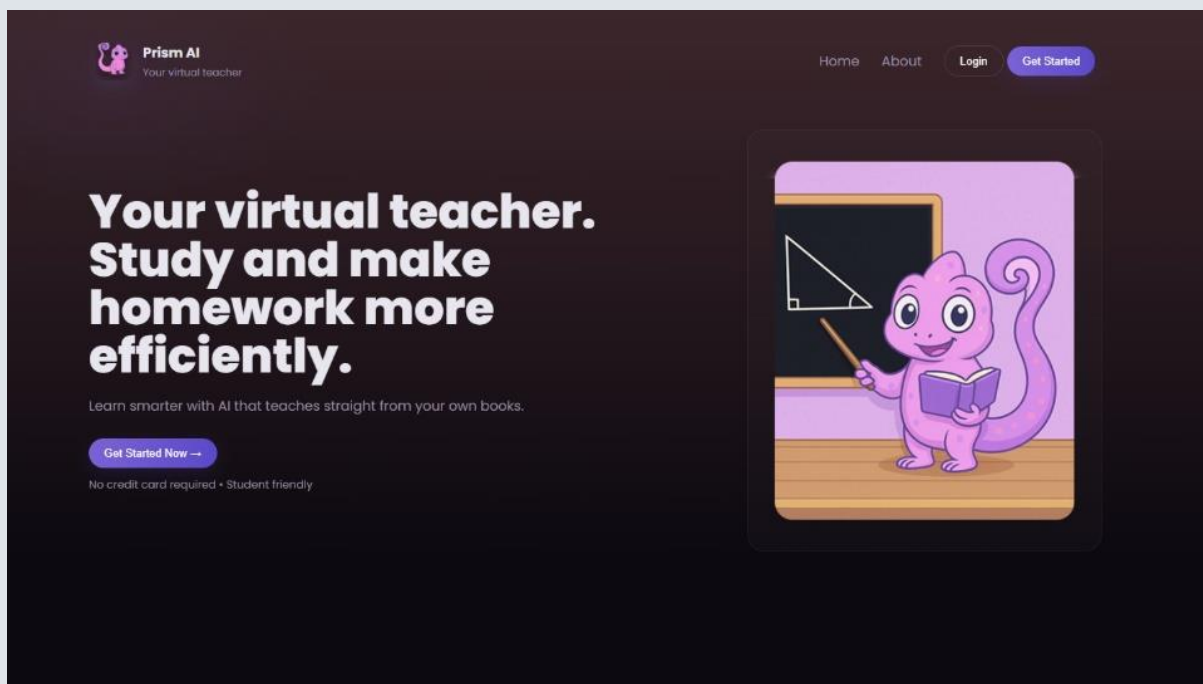 Prism AI
Your virtual teacher
Home
About
Login
Get Started
Your virtual teacher.
Study and make
homework more
efficiently.
Learn smarter with AI that teaches straight from your own books.
Get Started Now →
No credit card required • Student friendly